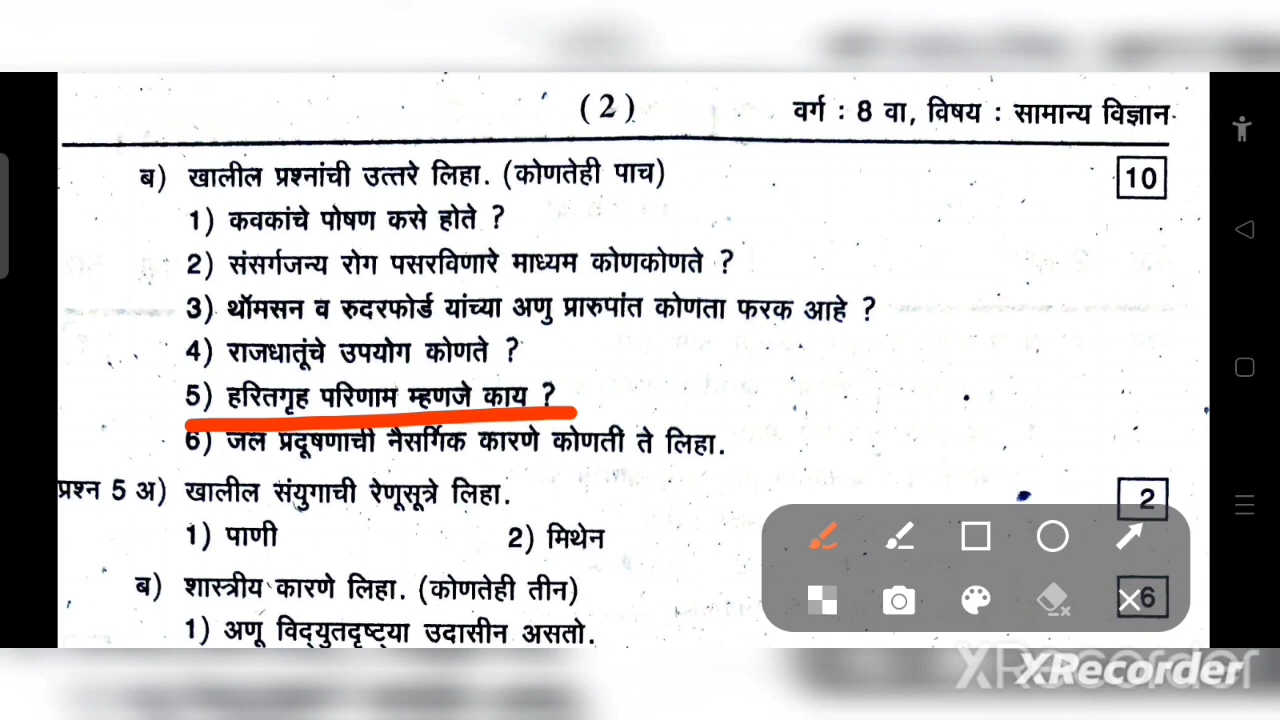 (2) वर्ग : 8 वा, विषय : सामान्य विज्ञान
ब) खालील प्रश्नांची उत्तरे लिहा. (कोणतेही पाच) 10
1) कवकांचे पोषण कसे होते ?
2) संसर्गजन्य रोग पसरविणारे माध्यम कोणकोणते ?
3) थॉमसन व रुदरफोर्ड यांच्या अणु प्रारुपांत कोणता फरक आहे ?
4) राजधातूंचे उपयोग कोणते ?
5) हरितगृह परिणाम म्हणजे काय ?
6) जल प्रदूषणाची नैसर्गिक कारणे कोणती ते लिहा.
प्रश्न 5 अ) खालील संयुगाची रेणूसूत्रे लिहा. 2
1) पाणी 2) मिथेन
ब) शास्त्रीय कारणे लिहा. (कोणतेही तीन) 6
1) अणू विद्युतदृष्ट्या उदासीन असतो.
XRecorder